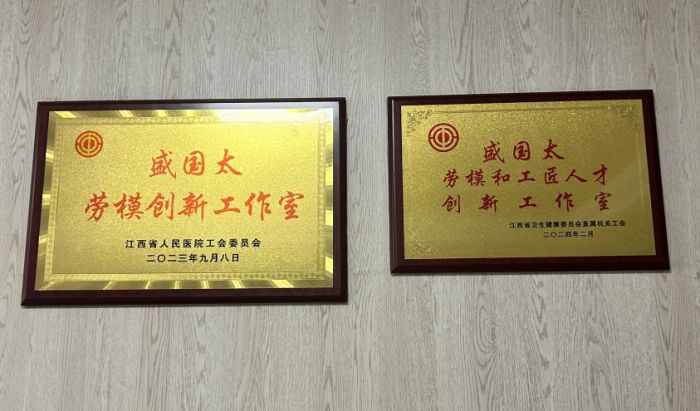 盛国太
劳模创新工作室
江西省人民医院工会委员会
二〇二三年九月八日
盛国太
劳模和工匠人才
创新工作室
江西省卫生健康委员会直属机关工会
二〇二四年二月